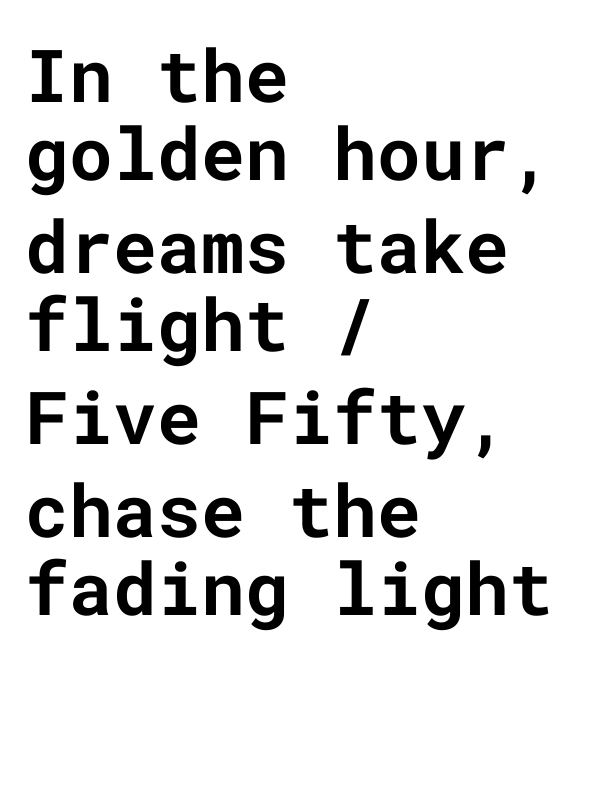 In the
golden hour,
dreams take
flight /
Five Fifty,
chase the
fading light